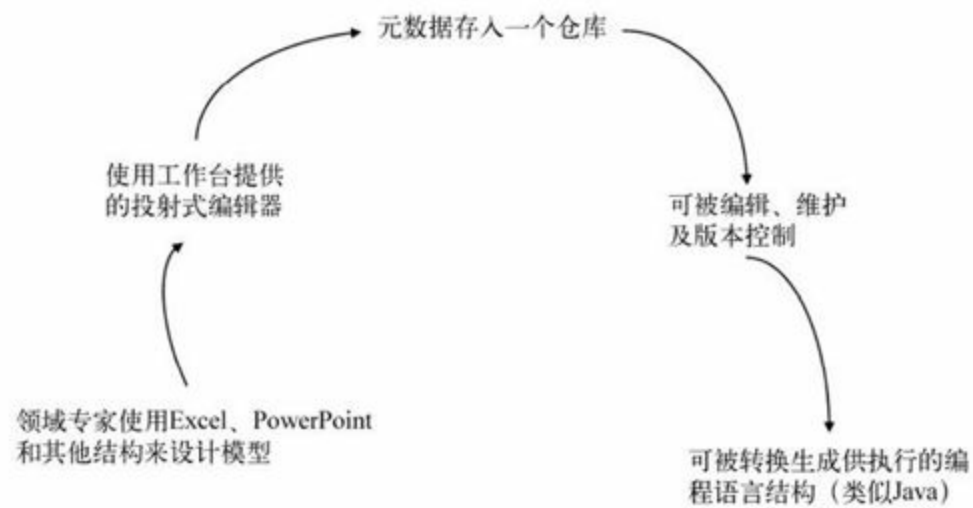 元数据存入一个仓库
使用工作台提供
的投射式编辑器
可被编辑、维护
及版本控制
领域专家使用Excel、PowerPoint
和其他结构来设计模型
可被转换生成供执行的编
程语言结构（类似Java）